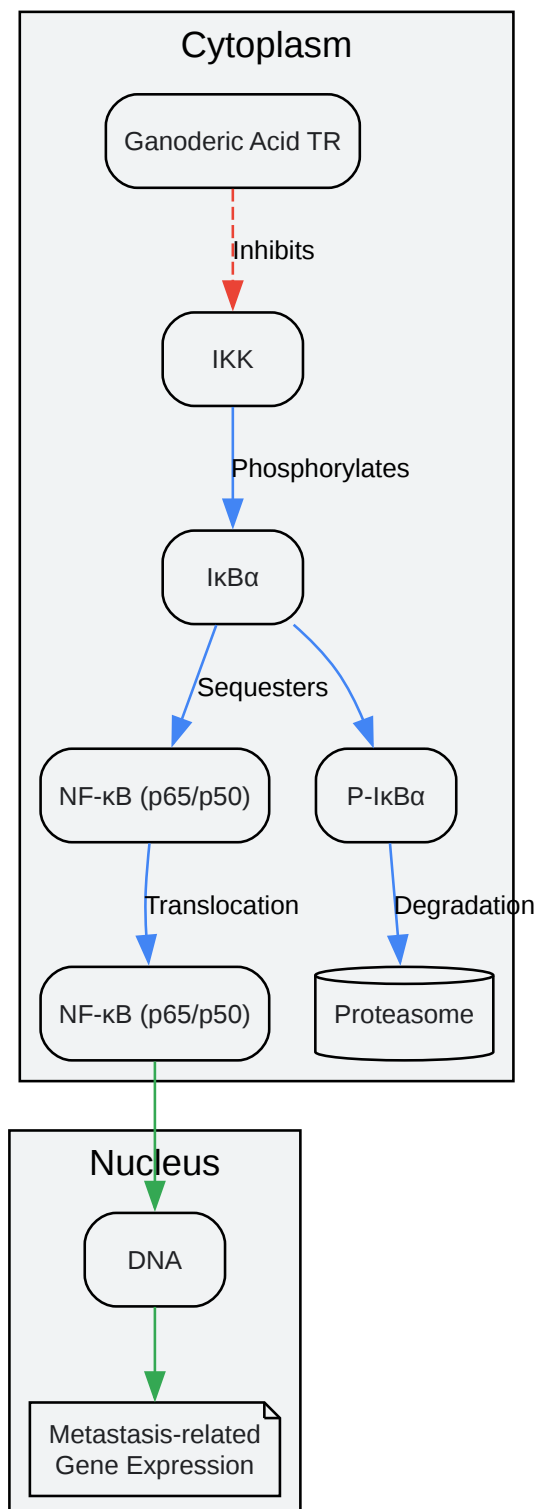 Cytoplasm
Ganoderic Acid TR
Inhibits
IKK
Phosphorylates
IκBα
Sequesters
NF-κB (p65/p50)
P-IκBα
Translocation
Degradation
NF-κB (p65/p50)
Proteasome
Nucleus
DNA
Metastasis-related
Gene Expression